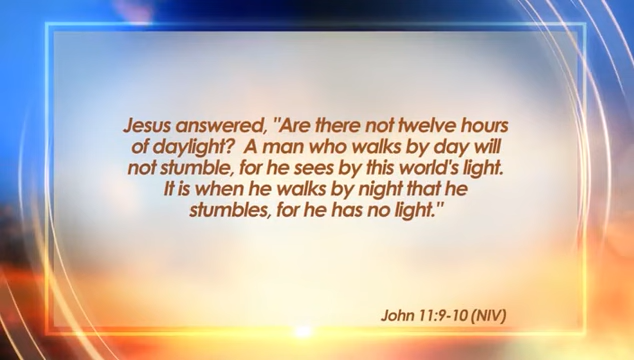 Jesus answered, "Are there not twelve hours
of daylight?  A man who walks by day will
not stumble, for he sees by this world's light.
It is when he walks by night that he
stumbles, for he has no light."
John 11:9-10 (NIV)